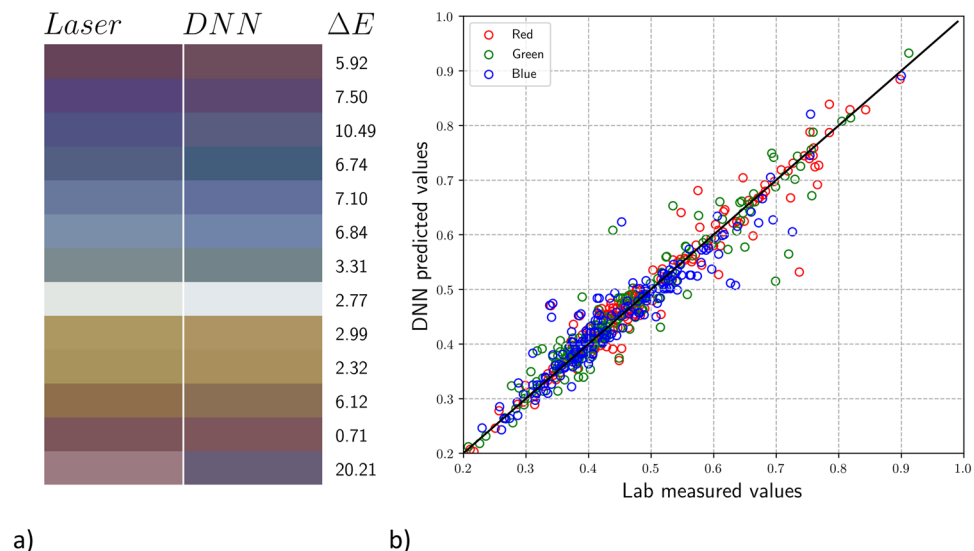 Laser DNN ΔE
5.92
7.50
10.49
6.74
7.10
6.84
3.31
2.77
2.99
2.32
6.12
0.71
20.21
a)
1.0
0.9
0.8
0.7
0.6
0.5
0.4
0.3
0.2
DNN predicted values
Red
Green
Blue
0.2 0.3 0.4 0.5 0.6 0.7 0.8 0.9 1.0
Lab measured values
b)